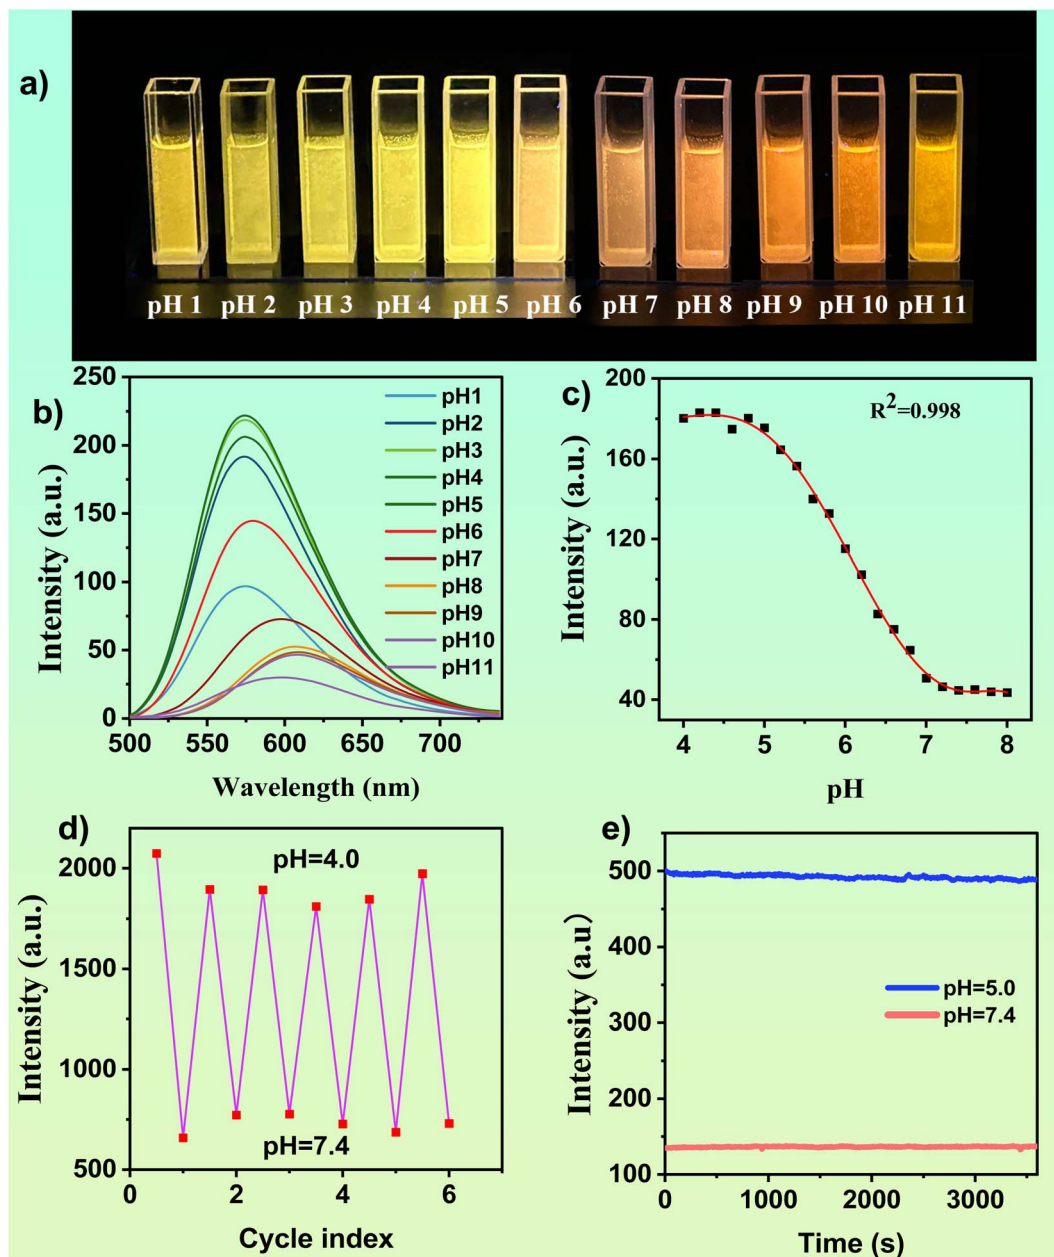 a)
pH 1 pH 2 pH 3 pH 4 pH 5 pH 6 pH 7 pH 8 pH 9 pH 10 pH 11
b)
250
200
150
100
50
0
500 550 600 650 700
Intensity (a.u.)
Wavelength (nm)
pH1
pH2
pH3
pH4
pH5
pH6
pH7
pH8
pH9
pH10
pH11
c)
200
160
120
80
40
4 5 6 7 8
Intensity (a.u.)
pH
R²=0.998
d)
2000
1500
1000
500
0 2 4 6
Intensity (a.u.)
Cycle index
pH=4.0
pH=7.4
e)
500
400
300
200
100
0 1000 2000 3000
Intensity (a.u)
Time (s)
pH=5.0
pH=7.4